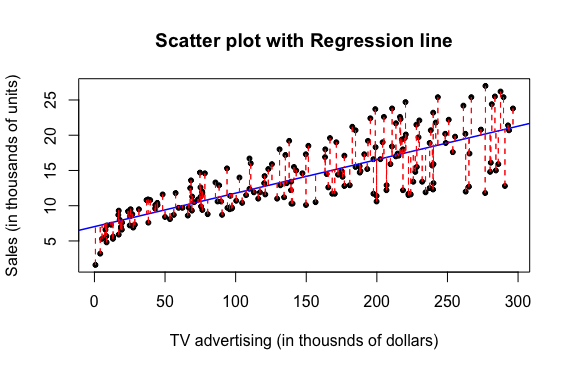 Scatter plot with Regression line
Sales (in thousands of units)
25
20
15
10
5
0 50 100 150 200 250 300
TV advertising (in thousnds of dollars)